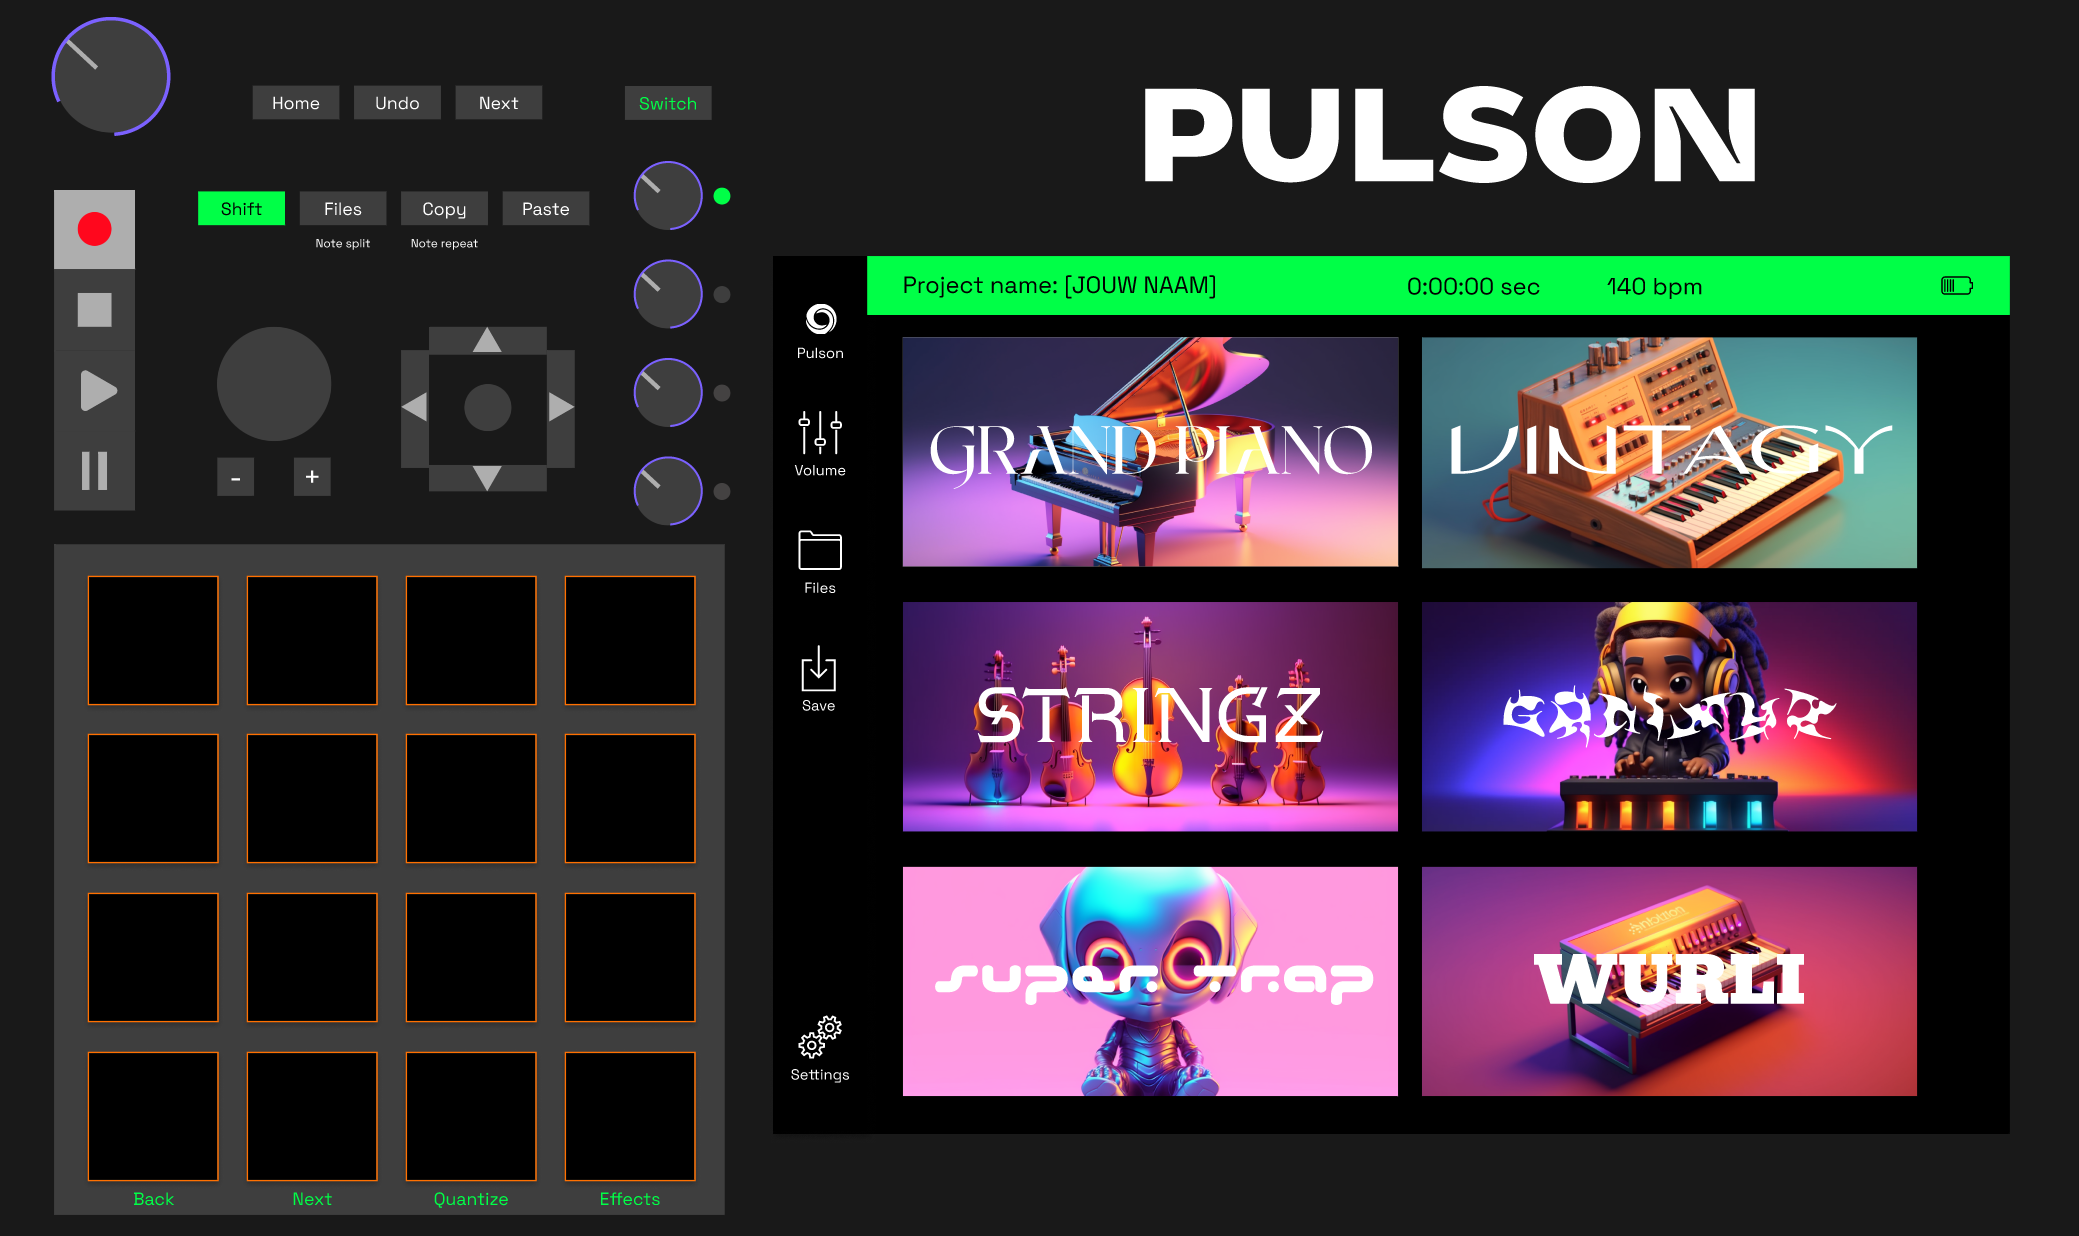 PULSON
Home
Undo
Next
Switch
Shift
Files
Copy
Paste
Note split
Note repeat
-
+
Back
Next
Quantize
Effects
Project name: [JOUW NAAM]
0:00:00 sec
140 bpm
Pulson
Volume
Files
Save
Settings
GRAND PIANO
VINTAGY
STRINGZ
super trap
WURLI